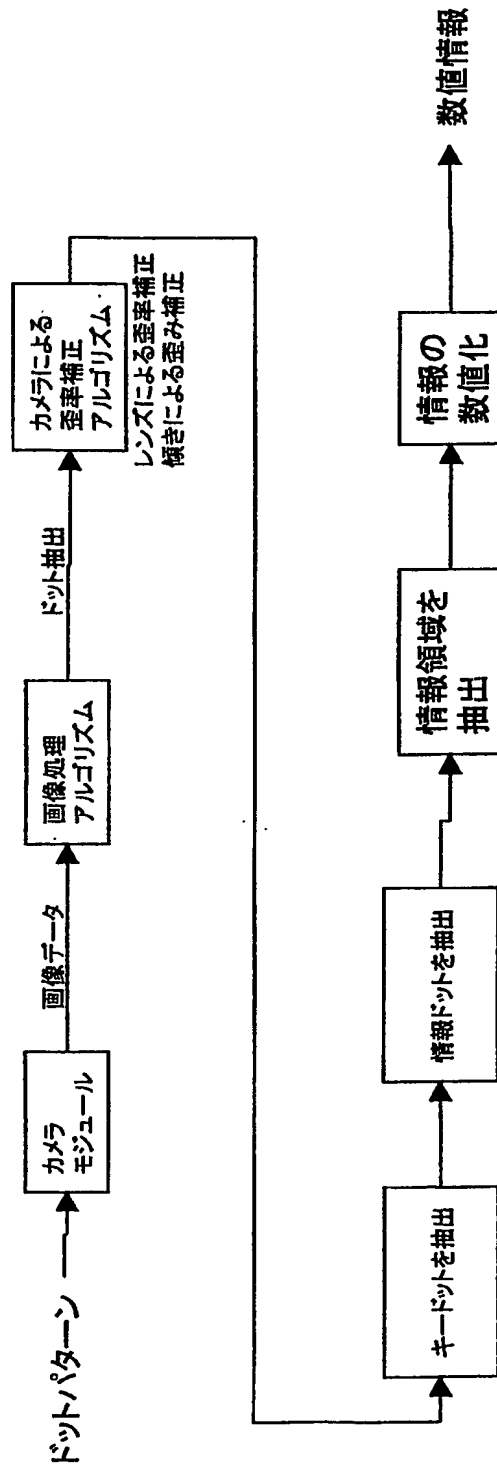 ドットパターン
カメラ
モジュール
画像データ
画像処理
アルゴリズム
ドット抽出
カメラによる
歪率補正
アルゴリズム
レンズによる歪率補正
傾きによる歪み補正
キードットを抽出
情報ドットを抽出
情報領域を
抽出
情報の
数値化
数値情報